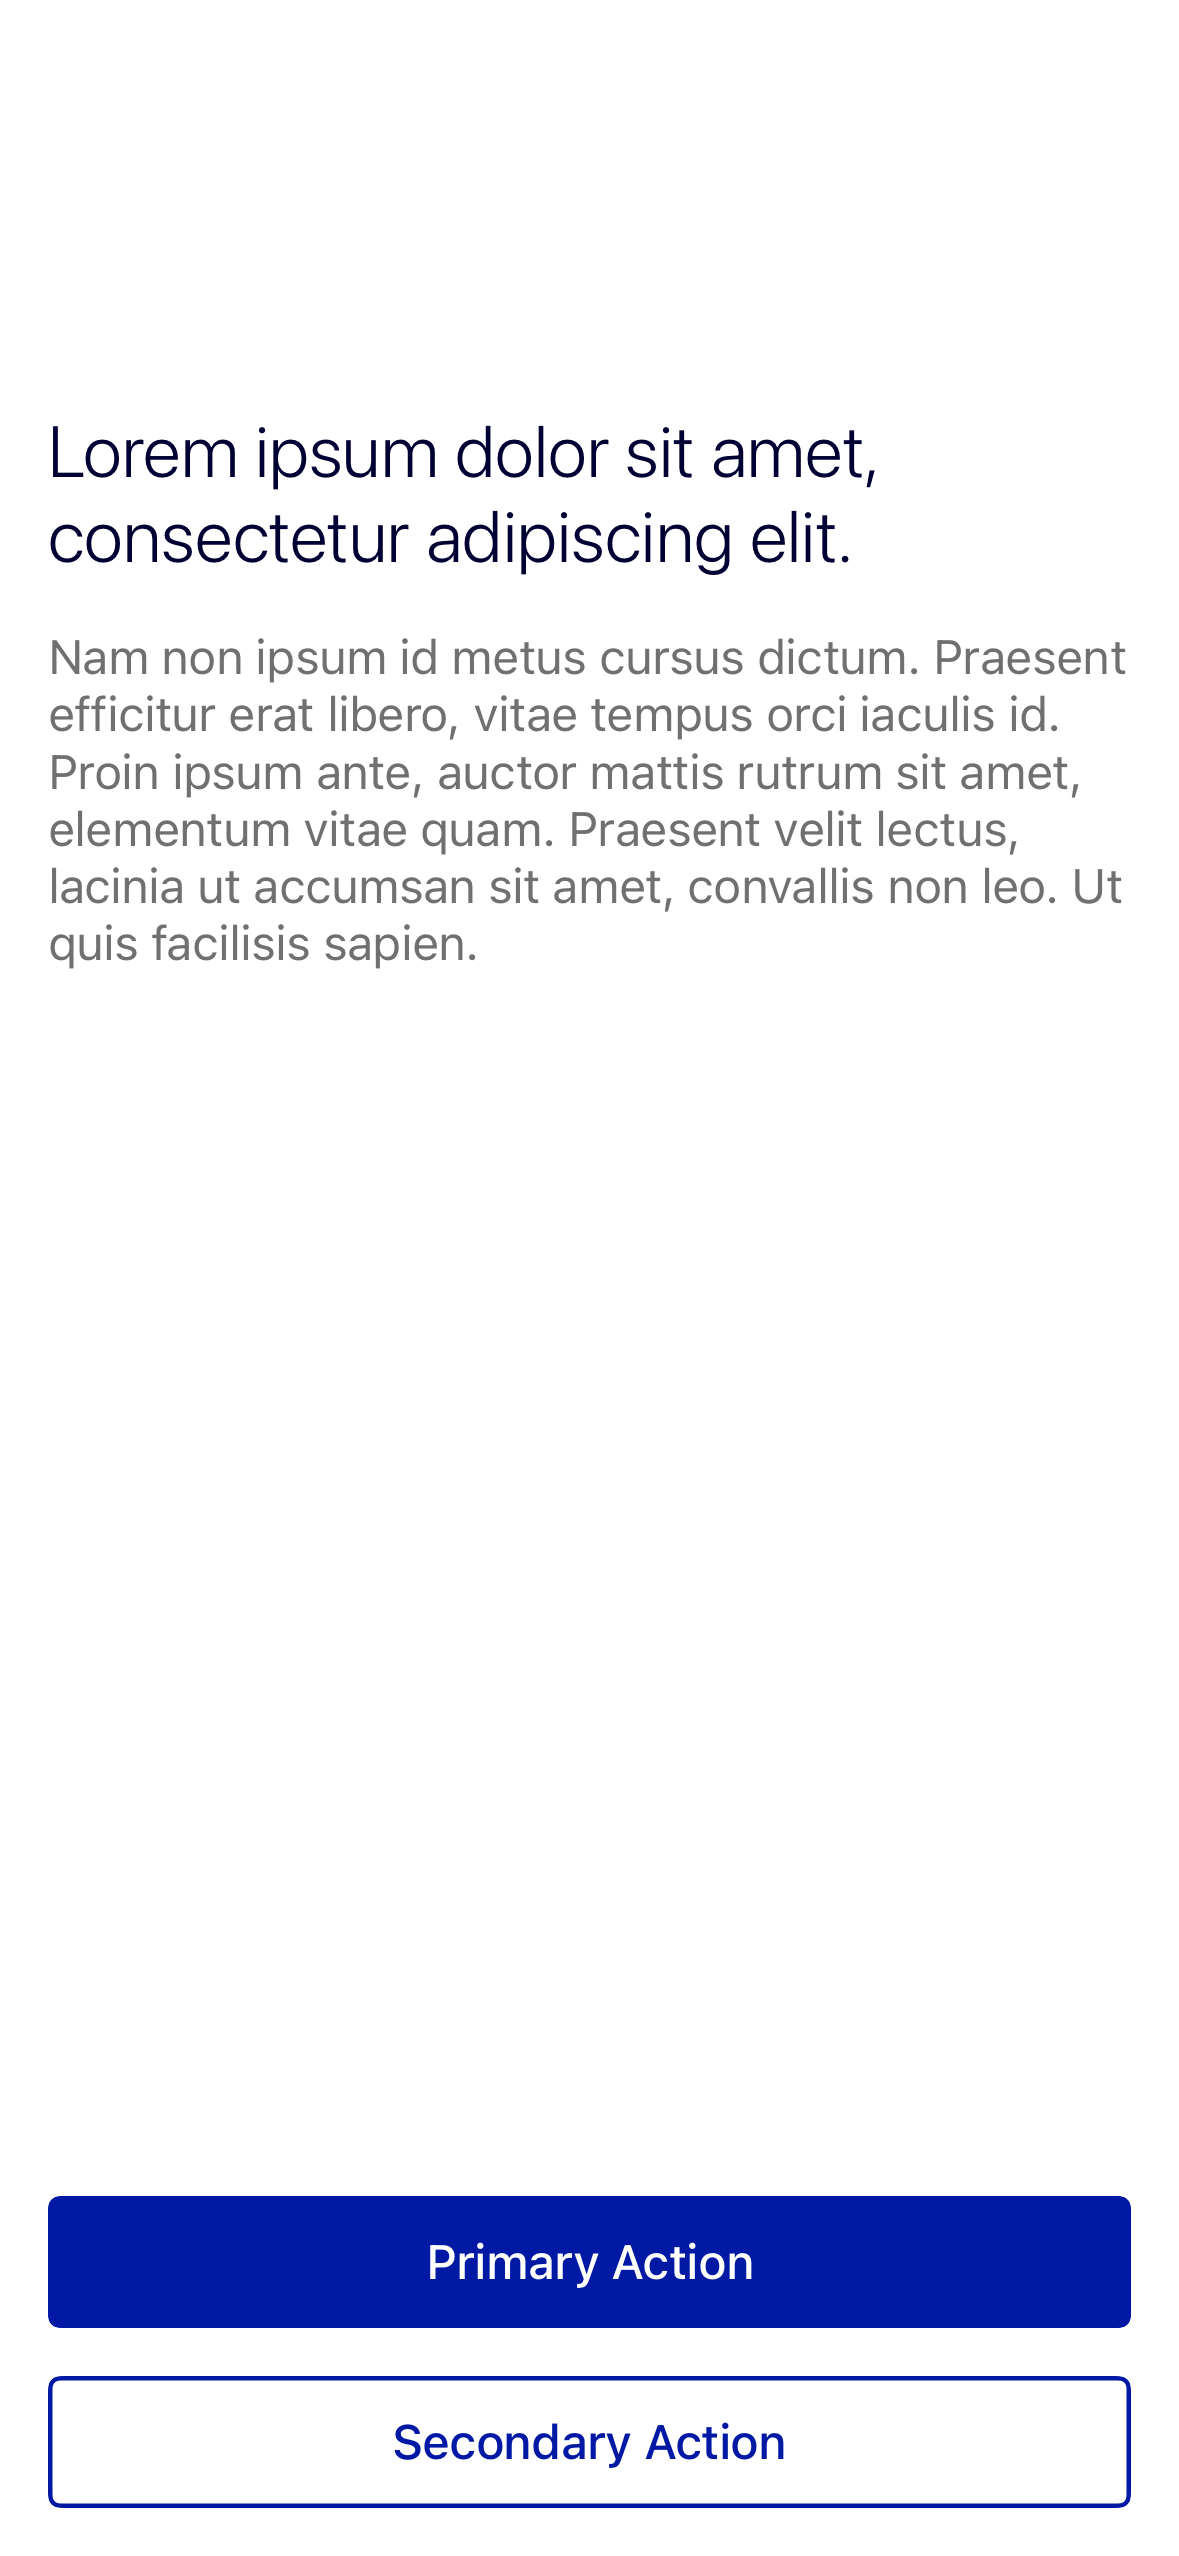 Lorem ipsum dolor sit amet,
consectetur adipiscing elit.
Nam non ipsum id metus cursus dictum. Praesent
efficitur erat libero, vitae tempus orci iaculis id.
Proin ipsum ante, auctor mattis rutrum sit amet,
elementum vitae quam. Praesent velit lectus,
lacinia ut accumsan sit amet, convallis non leo. Ut
quis facilisis sapien.
Primary Action
Secondary Action